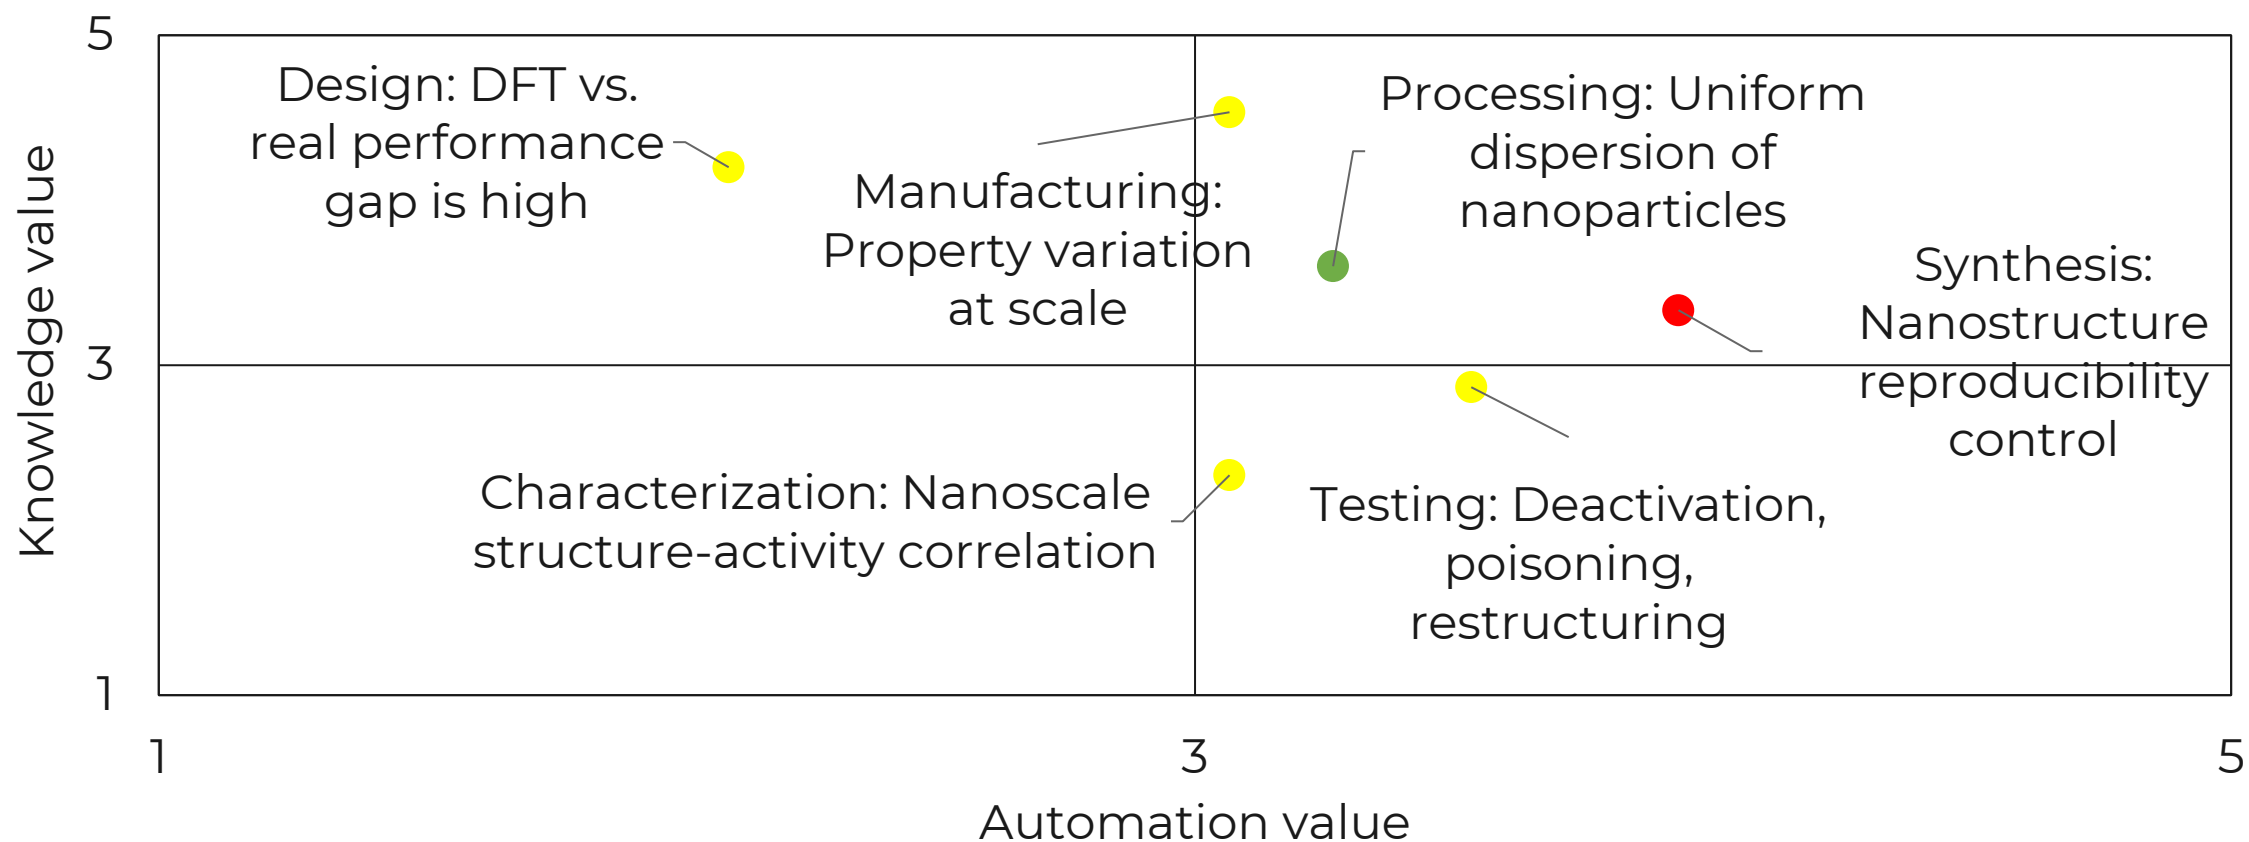 5
Design: DFT vs.
real performance
gap is high
Manufacturing:
Property variation
at scale
Processing: Uniform
dispersion of
nanoparticles
Synthesis:
Nanostructure
reproducibility
control
Knowledge value
3
Characterization: Nanoscale
structure-activity correlation
Testing: Deactivation,
poisoning,
restructuring
1
1
3
5
Automation value